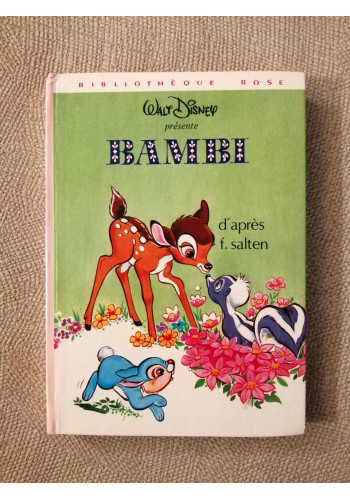 BIBLIOTHÈQUE ROSE
WALT DISNEY
présente
BAMBI
d'après
f. salten